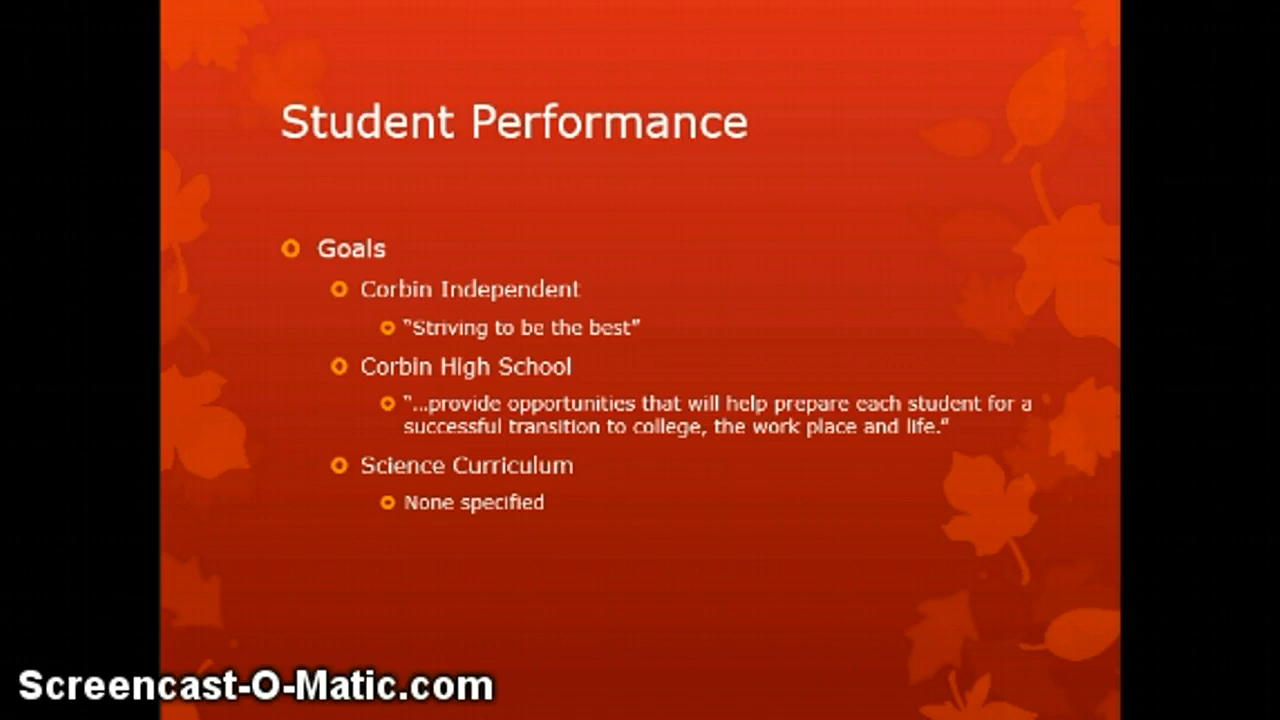 Student Performance
Goals
Corbin Independent
"Striving to be the best"
Corbin High School
"...provide opportunities that will help prepare each student for a
successful transition to college, the work place and life."
Science Curriculum
None specified
Screencast-O-Matic.com